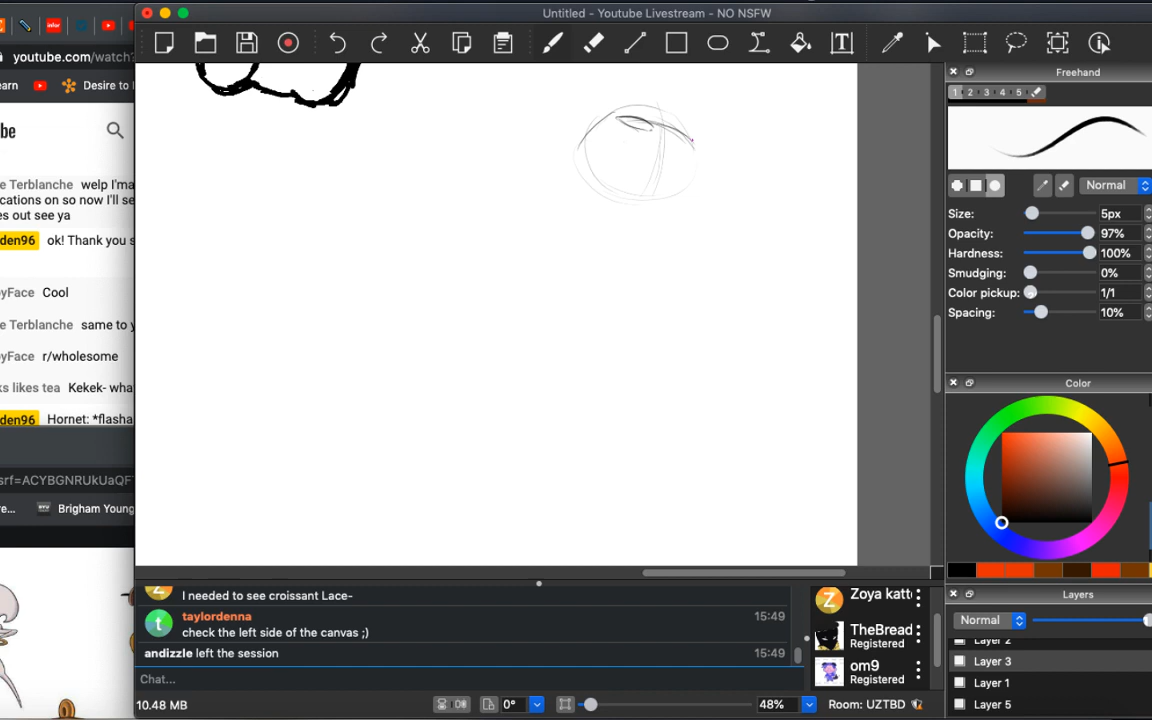 Untitled - Youtube Livestream - NO NSFW
youtube.com/watch?
earn
Desire to
be
e Terblanche welp I'ma
cations on so now I'll se
es out see ya
den96 ok! Thank you s
yFace Cool
e Terblanche same to y
yFace r/wholesome
ks likes tea Kekek- wha
den96 Hornet: *flasha
srf=ACYBGNRUkUaQF
re...
BYU
Brigham Young
Freehand
1 2 3 4 5
Normal
Size: 5px
Opacity: 97%
Hardness: 100%
Smudging: 0%
Color pickup: 1/1
Spacing: 10%
Color
Layers
Normal
Layer 2
Layer 3
Layer 1
Layer 5
Z
I needed to see croissant Lace-
t
taylordenna 15:49
check the left side of the canvas ;)
andizzle left the session 15:49
Chat...
Z
Zoya katt
TheBread
Registered
om9
Registered
10.48 MB
0°
48%
Room: UZTBD